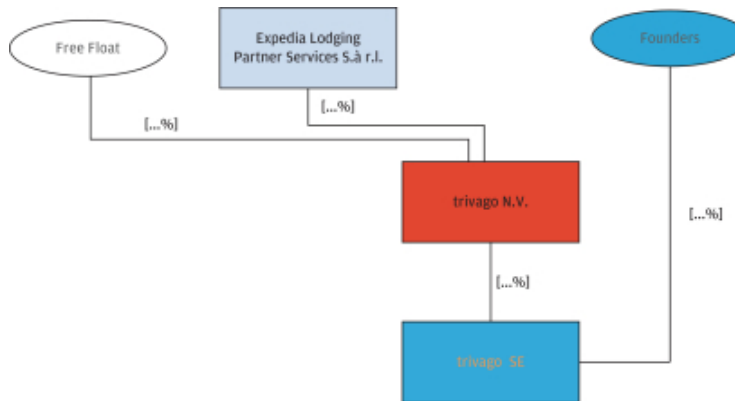 Free Float
Expedia Lodging
Partner Services S.à r.l.
Founders
[...%]
[...%]
trivago N.V.
[...%]
[...%]
trivago SE